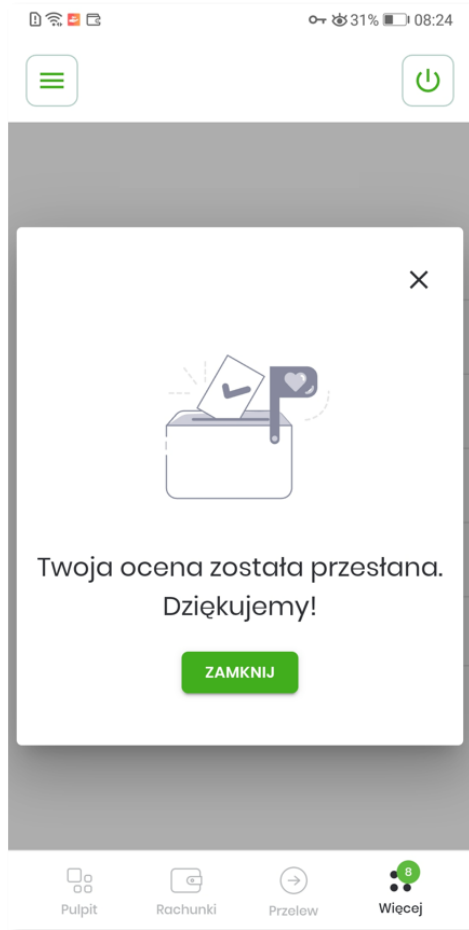 31% 08:24
Twoja ocena została przesłana.
Dziękujemy!
ZAMKNIJ
8
Pulpit Rachunki Przelew Więcej